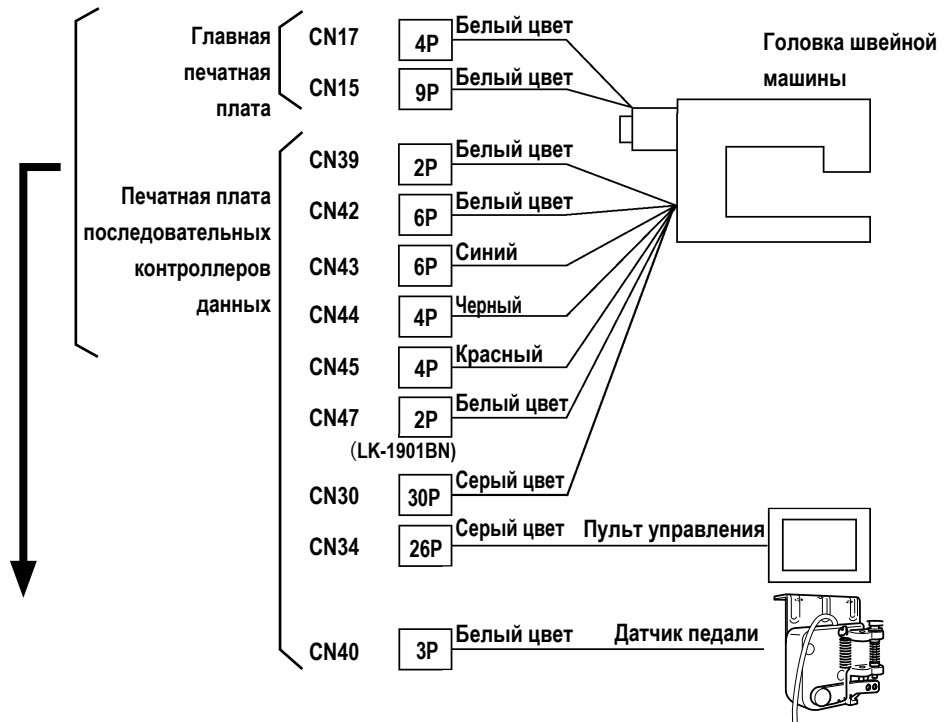 Главная
печатная
плата
CN17 4P Белый цвет
CN15 9P Белый цвет
Головка швейной
машины
Печатная плата
последовательных
контроллеров
данных
CN39 2P Белый цвет
CN42 6P Белый цвет
CN43 6P Синий
CN44 4P Черный
CN45 4P Красный
CN47 2P Белый цвет
(LK-1901BN)
CN30 30P Серый цвет
CN34 26P Серый цвет Пульт управления
CN40 3P Белый цвет Датчик педали